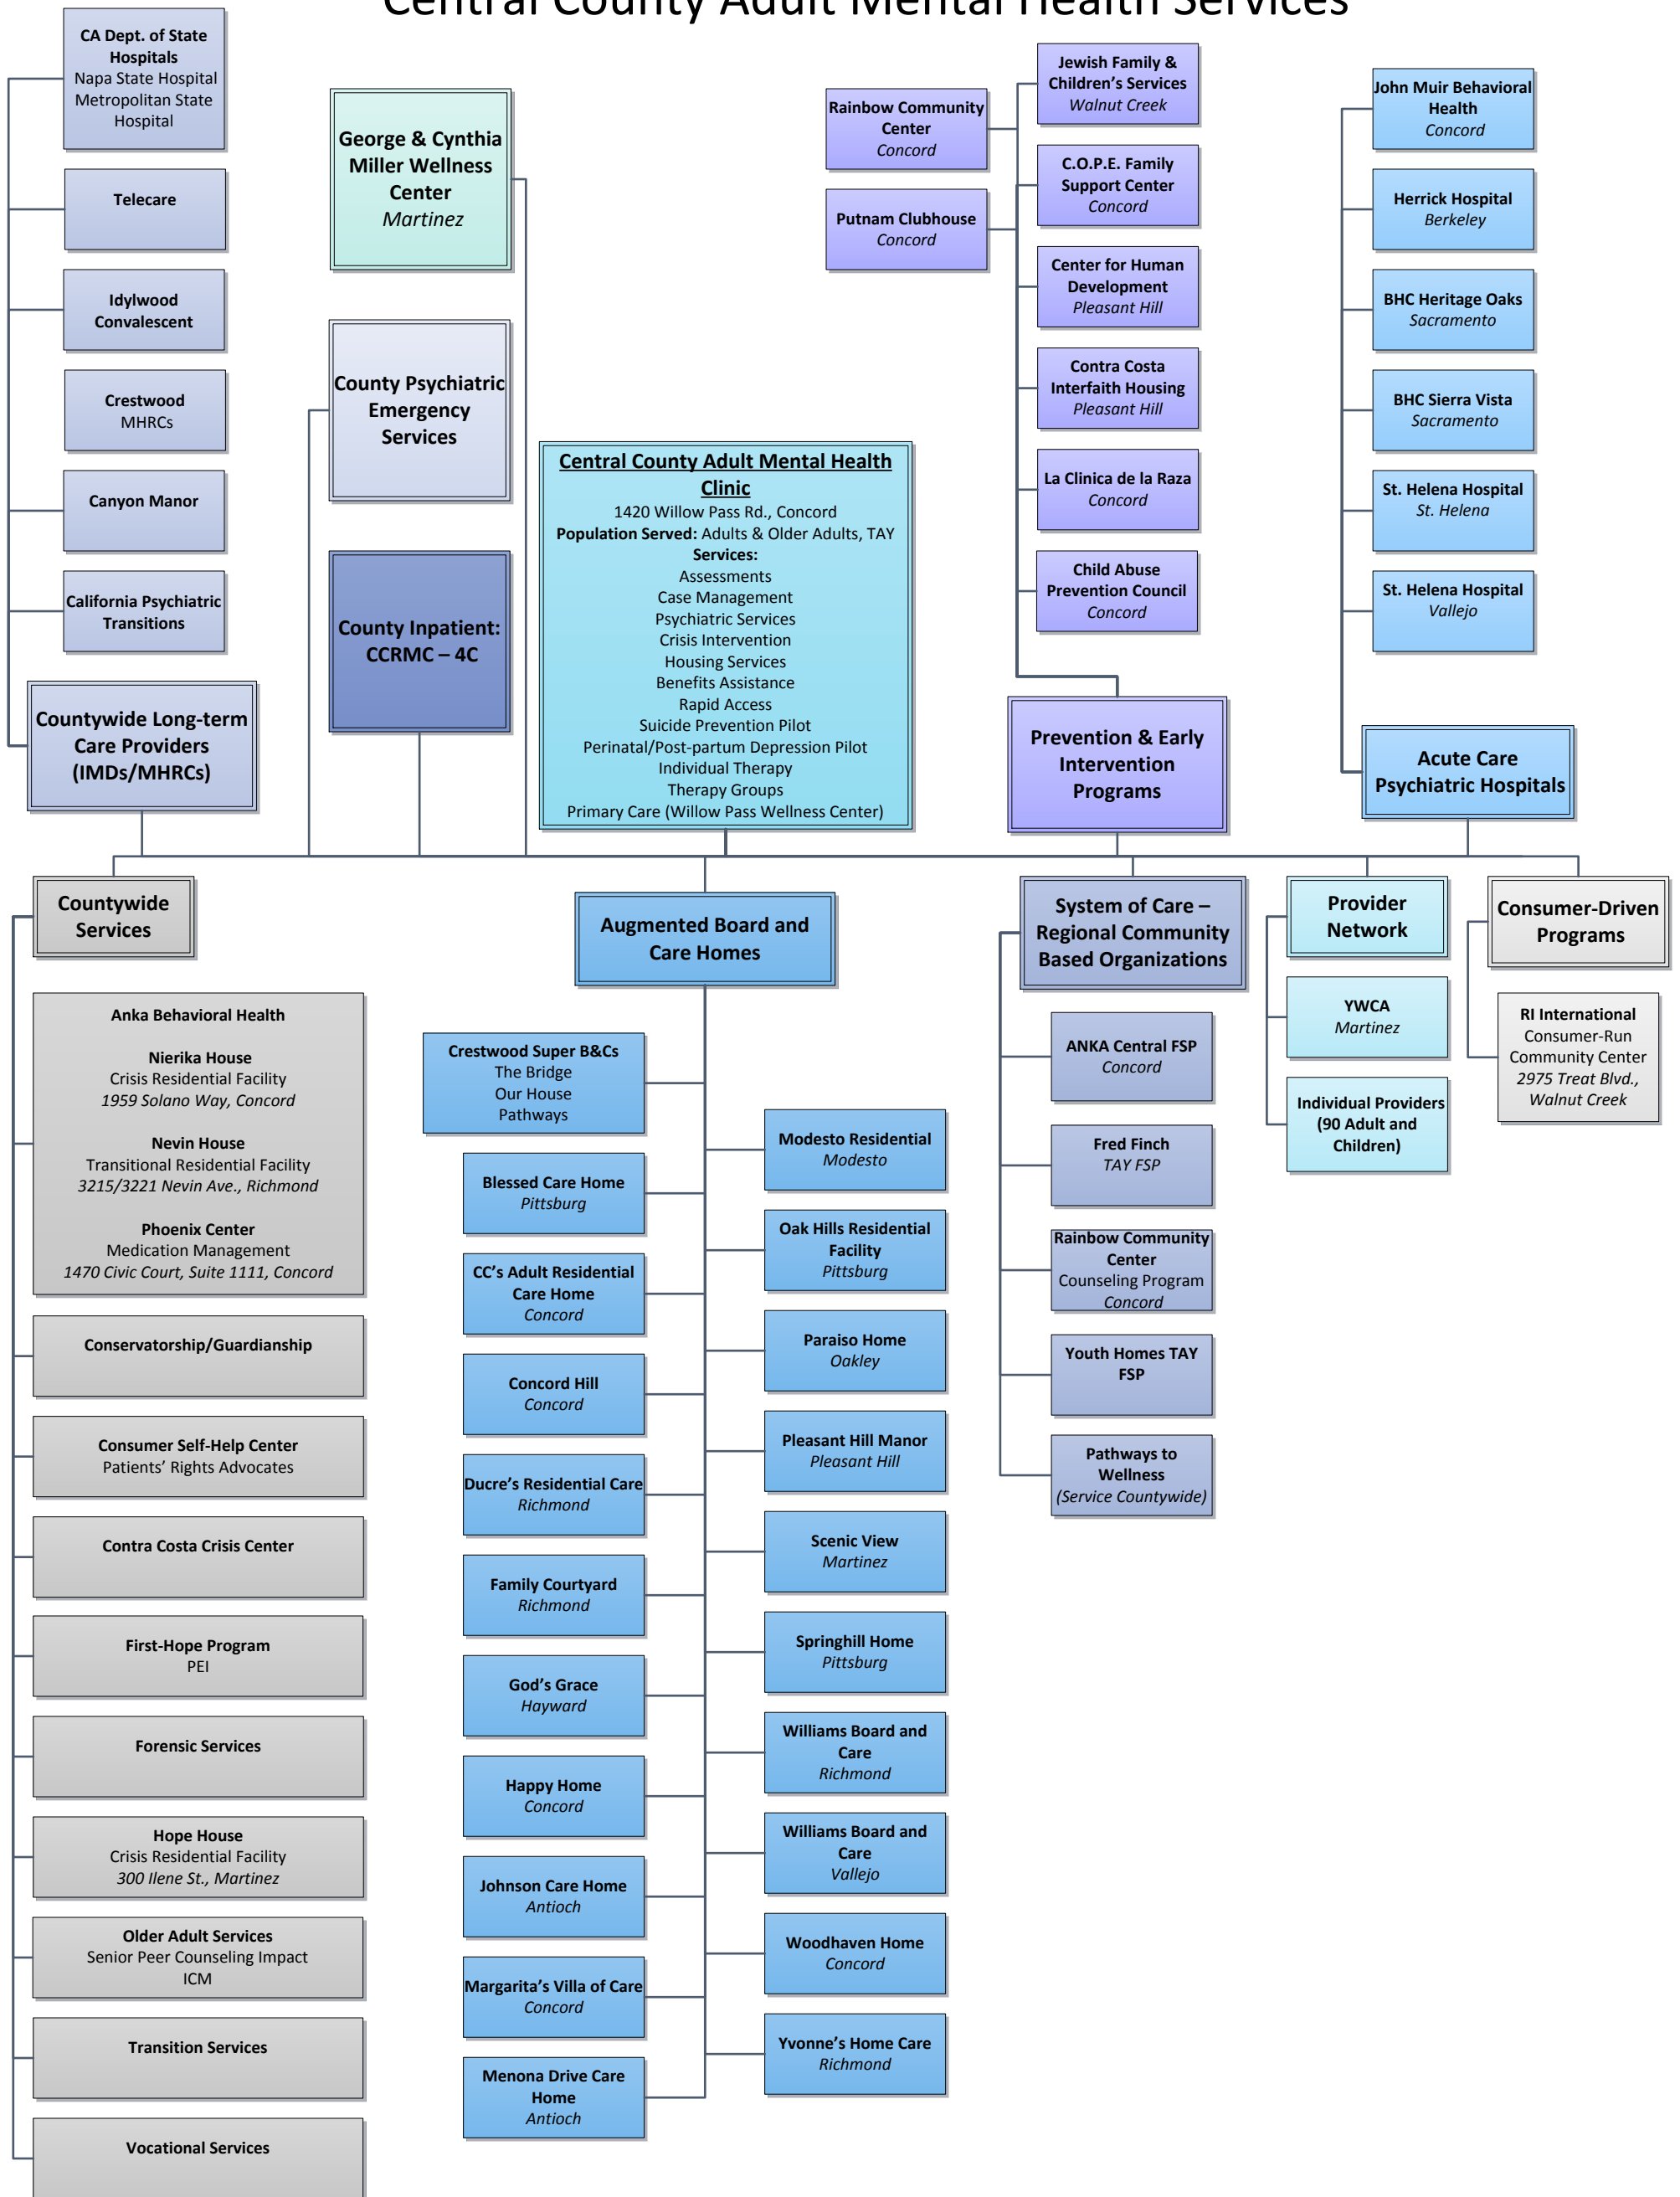 Central County Adult Mental Health Services
CA Dept. of State
Hospitals
Napa State Hospital
Metropolitan State
Hospital
Telecare
Idylwood
Convalescent
Crestwood
MHRCs
Canyon Manor
California Psychiatric
Transitions
Countywide Long-term
Care Providers
(IMDs/MHRCs)
George & Cynthia
Miller Wellness
Center
Martinez
County Psychiatric
Emergency
Services
County Inpatient:
CCRMC – 4C
Central County Adult Mental Health
Clinic
1420 Willow Pass Rd., Concord
Population Served: Adults & Older Adults, TAY
Services:
Assessments
Case Management
Psychiatric Services
Crisis Intervention
Housing Services
Benefits Assistance
Rapid Access
Suicide Prevention Pilot
Perinatal/Post-partum Depression Pilot
Individual Therapy
Therapy Groups
Primary Care (Willow Pass Wellness Center)
Rainbow Community
Center
Concord
Putnam Clubhouse
Concord
Jewish Family &
Children's Services
Walnut Creek
C.O.P.E. Family
Support Center
Concord
Center for Human
Development
Pleasant Hill
Contra Costa
Interfaith Housing
Pleasant Hill
La Clinica de la Raza
Concord
Child Abuse
Prevention Council
Concord
Prevention & Early
Intervention
Programs
John Muir Behavioral
Health
Concord
Herrick Hospital
Berkeley
BHC Heritage Oaks
Sacramento
BHC Sierra Vista
Sacramento
St. Helena Hospital
St. Helena
St. Helena Hospital
Vallejo
Acute Care
Psychiatric Hospitals
Countywide
Services
Anka Behavioral Health
Nierika House
Crisis Residential Facility
1959 Solano Way, Concord
Nevin House
Transitional Residential Facility
3215/3221 Nevin Ave., Richmond
Phoenix Center
Medication Management
1470 Civic Court, Suite 1111, Concord
Conservatorship/Guardianship
Consumer Self-Help Center
Patients' Rights Advocates
Contra Costa Crisis Center
First-Hope Program
PEI
Forensic Services
Hope House
Crisis Residential Facility
300 Ilene St., Martinez
Older Adult Services
Senior Peer Counseling Impact
ICM
Transition Services
Vocational Services
Augmented Board and
Care Homes
Crestwood Super B&Cs
The Bridge
Our House
Pathways
Blessed Care Home
Pittsburg
CC's Adult Residential
Care Home
Concord
Concord Hill
Concord
Ducre's Residential Care
Richmond
Family Courtyard
Richmond
God's Grace
Hayward
Happy Home
Concord
Johnson Care Home
Antioch
Margarita's Villa of Care
Concord
Menona Drive Care
Home
Antioch
Modesto Residential
Modesto
Oak Hills Residential
Facility
Pittsburg
Paraiso Home
Oakley
Pleasant Hill Manor
Pleasant Hill
Scenic View
Martinez
Springhill Home
Pittsburg
Williams Board and
Care
Richmond
Williams Board and
Care
Vallejo
Woodhaven Home
Concord
Yvonne's Home Care
Richmond
System of Care –
Regional Community
Based Organizations
ANKA Central FSP
Concord
Fred Finch
TAY FSP
Rainbow Community
Center
Counseling Program
Concord
Youth Homes TAY
FSP
Pathways to
Wellness
(Service Countywide)
Provider
Network
YWCA
Martinez
Individual Providers
(90 Adult and
Children)
Consumer-Driven
Programs
RI International
Consumer-Run
Community Center
2975 Treat Blvd.,
Walnut Creek